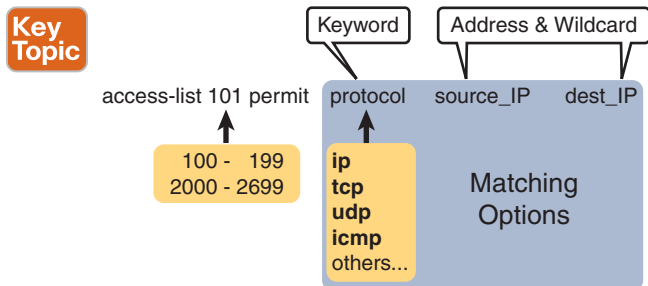 Key
Topic
Keyword
Address & Wildcard
access-list 101 permit protocol source_IP dest_IP
100 - 199
2000 - 2699
ip
tcp
udp
icmp
others...
Matching
Options